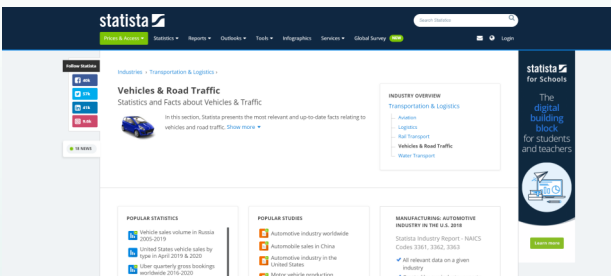 statista
Search Statista
Prices & Access
Statistics
Reports
Outlooks
Tools
Infographics
Services
Global Survey
NEW
Login
Follow Statista
Industries › Transportation & Logistics ›
Vehicles & Road Traffic
Statistics and Facts about Vehicles & Traffic
In this section, Statista presents the most relevant and up-to-date facts relating to
vehicles and road traffic. Show more
INDUSTRY OVERVIEW
Transportation & Logistics
Aviation
Logistics
Rail Transport
Vehicles & Road Traffic
Water Transport
statista
for Schools
The
digital
building
block
for students
and teachers
Learn more
POPULAR STATISTICS
Vehicle sales volume in Russia
2005-2019
United States vehicle sales by
type in April 2019 & 2020
Uber quarterly gross bookings
worldwide 2016-2020
POPULAR STUDIES
Automotive industry worldwide
Automobile sales in China
Automotive industry in the
United States
Motor vehicle production
MANUFACTURING: AUTOMOTIVE
INDUSTRY IN THE U.S. 2018
Statista Industry Report - NAICS
Codes 3361, 3362, 3363
All relevant data on a given
industry